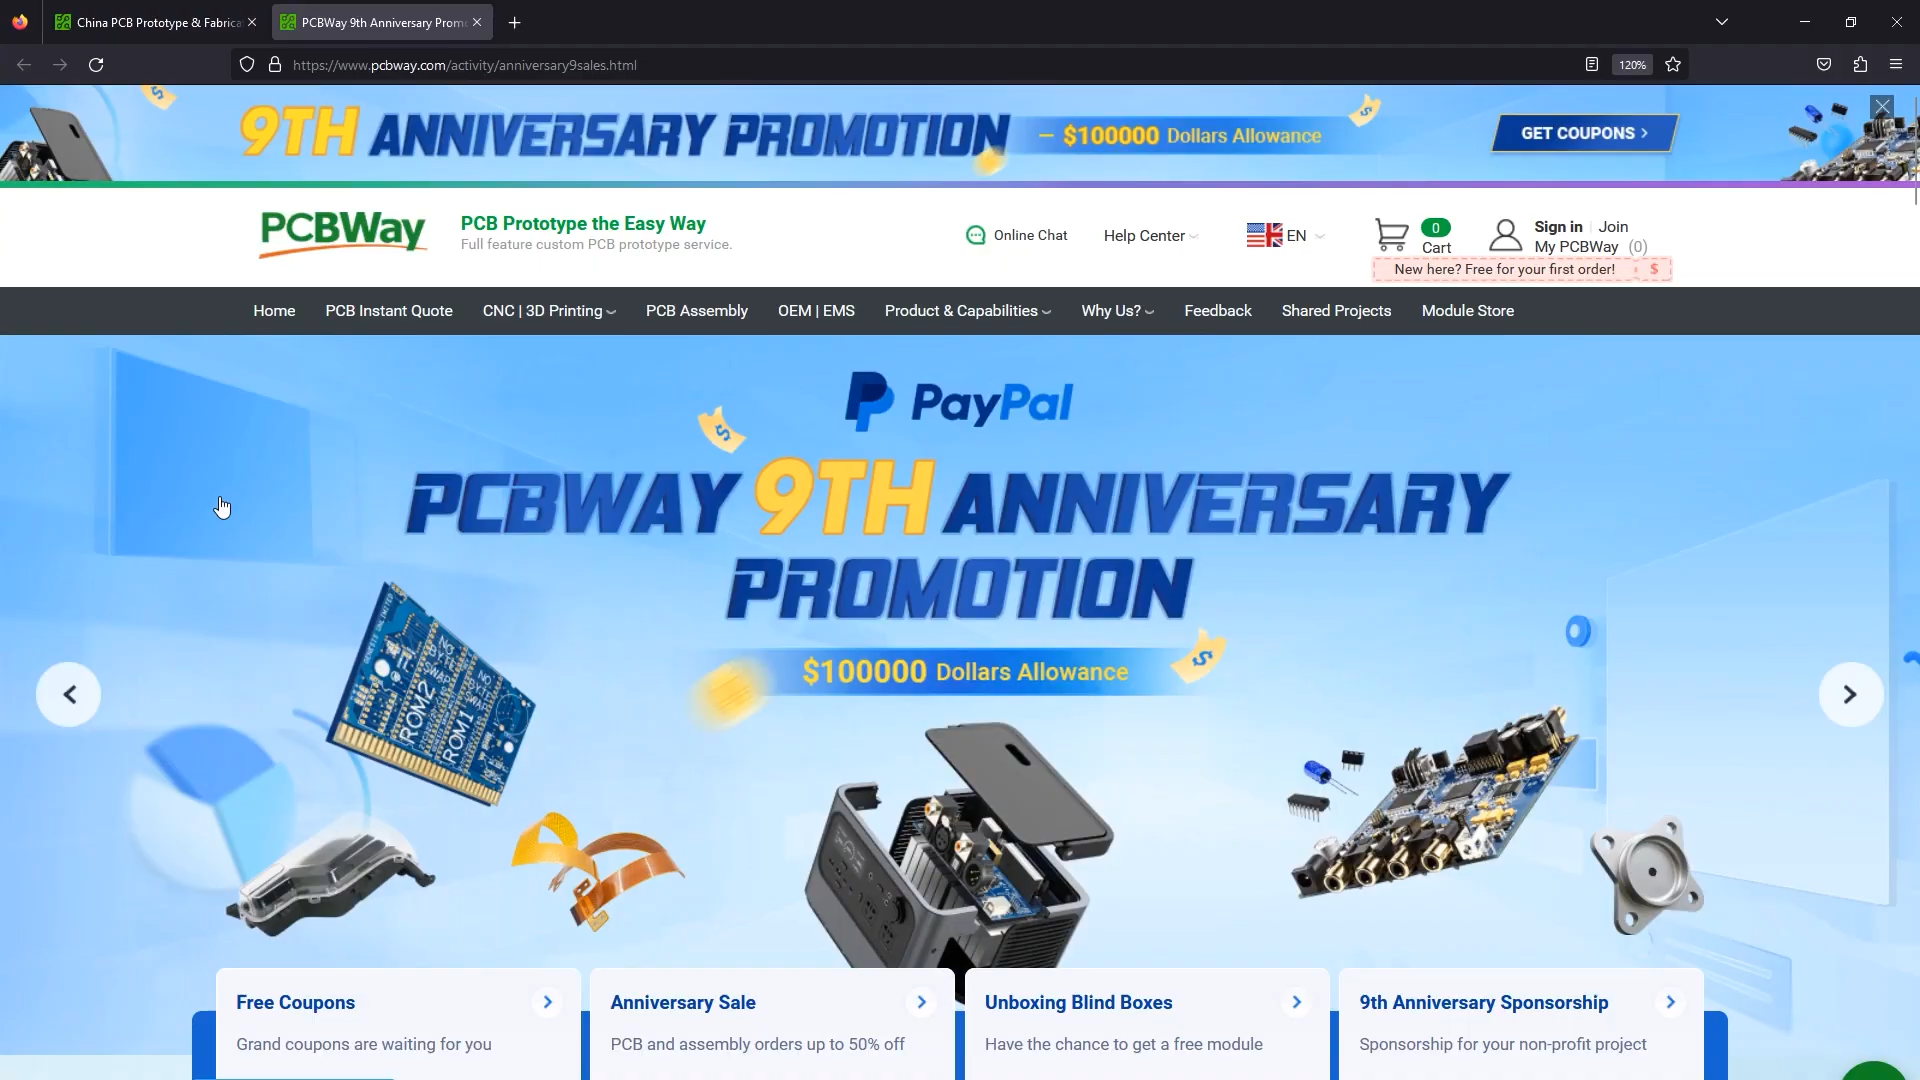 China PCB Prototype & Fabrica
PCBWay 9th Anniversary Prom
https://www.pcbway.com/activity/anniversary9sales.html
120%
9TH ANNIVERSARY PROMOTION
– $100000 Dollars Allowance
GET COUPONS >
PCBWay
PCB Prototype the Easy Way
Full feature custom PCB prototype service.
Online Chat
Help Center
EN
0
Cart
Sign in | Join
My PCBWay (0)
New here? Free for your first order!
$
Home
PCB Instant Quote
CNC | 3D Printing
PCB Assembly
OEM | EMS
Product & Capabilities
Why Us?
Feedback
Shared Projects
Module Store
PayPal
PCBWAY 9TH ANNIVERSARY
PROMOTION
$100000 Dollars Allowance
ROM2
ROM1
Free Coupons
Grand coupons are waiting for you
Anniversary Sale
PCB and assembly orders up to 50% off
Unboxing Blind Boxes
Have the chance to get a free module
9th Anniversary Sponsorship
Sponsorship for your non-profit project